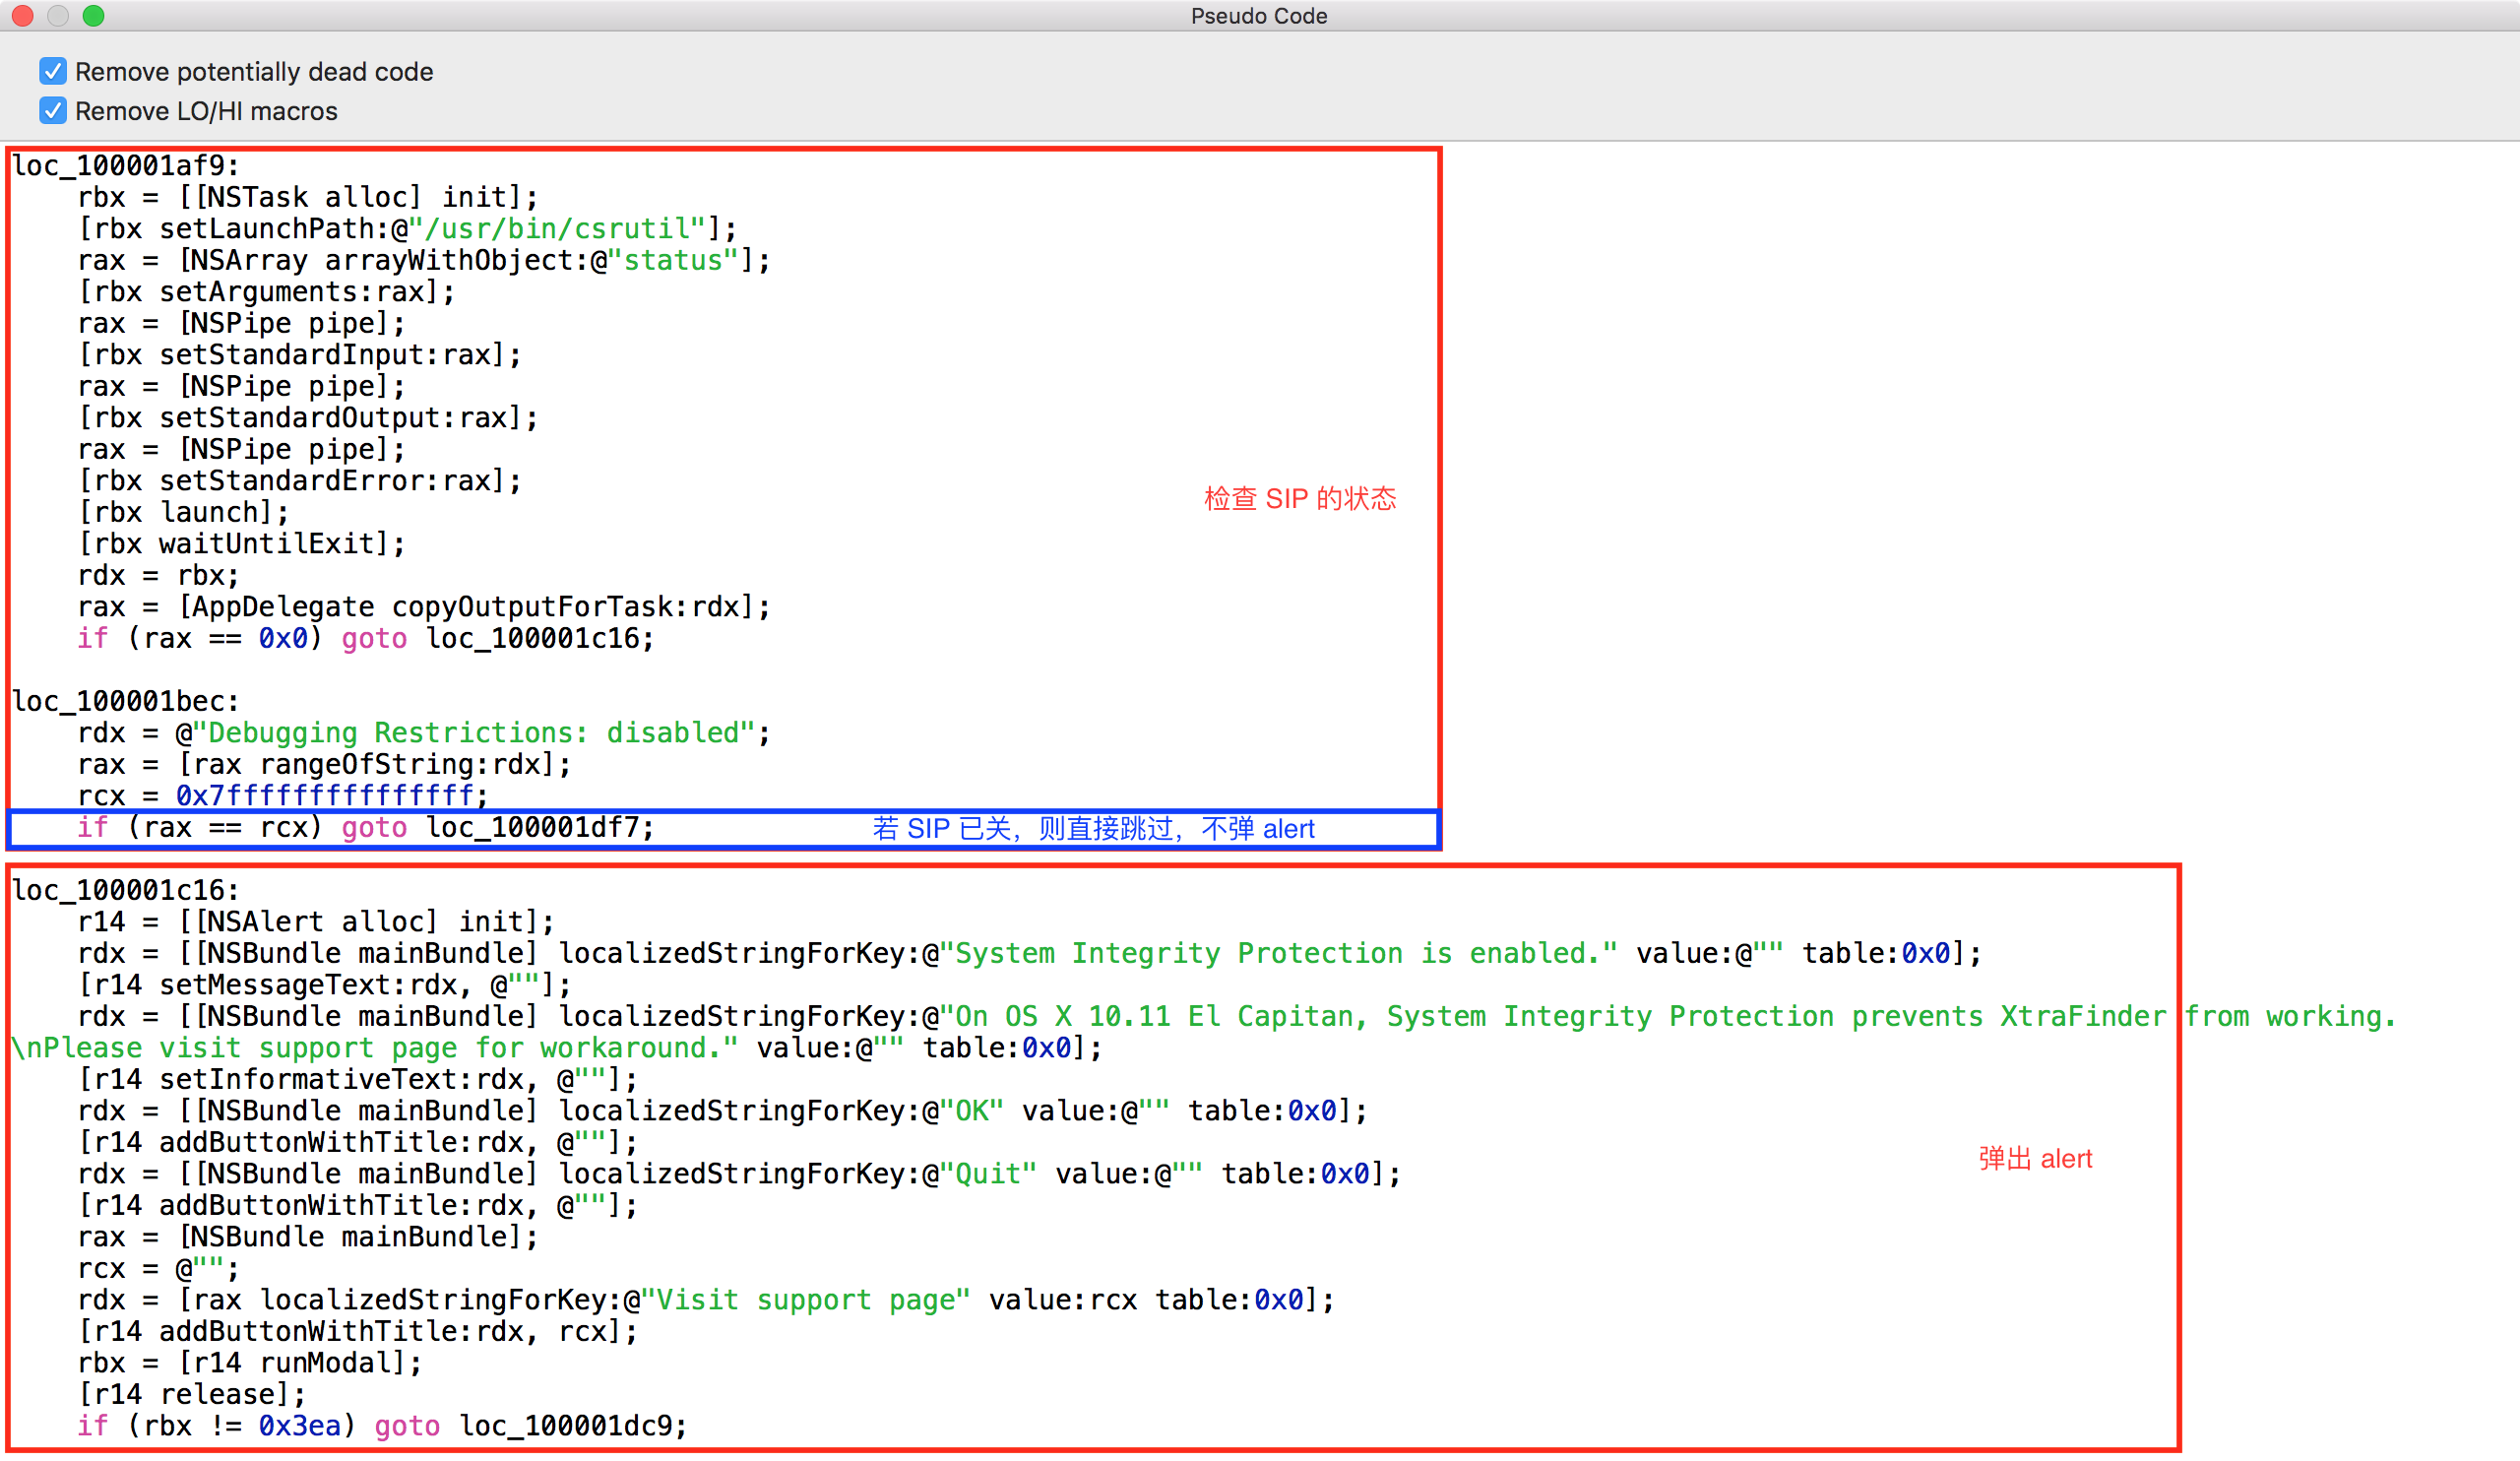 Pseudo Code
Remove potentially dead code
Remove LO/HI macros
loc_100001af9:
    rbx = [[NSTask alloc] init];
    [rbx setLaunchPath:@"/usr/bin/csrutil"];
    rax = [NSArray arrayWithObject:@"status"];
    [rbx setArguments:rax];
    rax = [NSPipe pipe];
    [rbx setStandardInput:rax];
    rax = [NSPipe pipe];
    [rbx setStandardOutput:rax];
    rax = [NSPipe pipe];
    [rbx setStandardError:rax];
检查 SIP 的状态
    [rbx launch];
    [rbx waitUntilExit];
    rdx = rbx;
    rax = [AppDelegate copyOutputForTask:rdx];
    if (rax == 0x0) goto loc_100001c16;
loc_100001bec:
    rdx = @"Debugging Restrictions: disabled";
    rax = [rax rangeOfString:rdx];
    rcx = 0x7fffffffffffffff;
    if (rax == rcx) goto loc_100001df7; 若 SIP 已关，则直接跳过，不弹 alert
loc_100001c16:
    r14 = [[NSAlert alloc] init];
    rdx = [[NSBundle mainBundle] localizedStringForKey:@"System Integrity Protection is enabled." value:@"" table:0x0];
    [r14 setMessageText:rdx, @""];
    rdx = [[NSBundle mainBundle] localizedStringForKey:@"On OS X 10.11 El Capitan, System Integrity Protection prevents XtraFinder from working.
\nPlease visit support page for workaround." value:@"" table:0x0];
    [r14 setInformativeText:rdx, @""];
    rdx = [[NSBundle mainBundle] localizedStringForKey:@"OK" value:@"" table:0x0];
    [r14 addButtonWithTitle:rdx, @""];
弹出 alert
    rdx = [[NSBundle mainBundle] localizedStringForKey:@"Quit" value:@"" table:0x0];
    [r14 addButtonWithTitle:rdx, @""];
    rax = [NSBundle mainBundle];
    rcx = @"";
    rdx = [rax localizedStringForKey:@"Visit support page" value:rcx table:0x0];
    [r14 addButtonWithTitle:rdx, rcx];
    rbx = [r14 runModal];
    [r14 release];
    if (rbx != 0x3ea) goto loc_100001dc9;